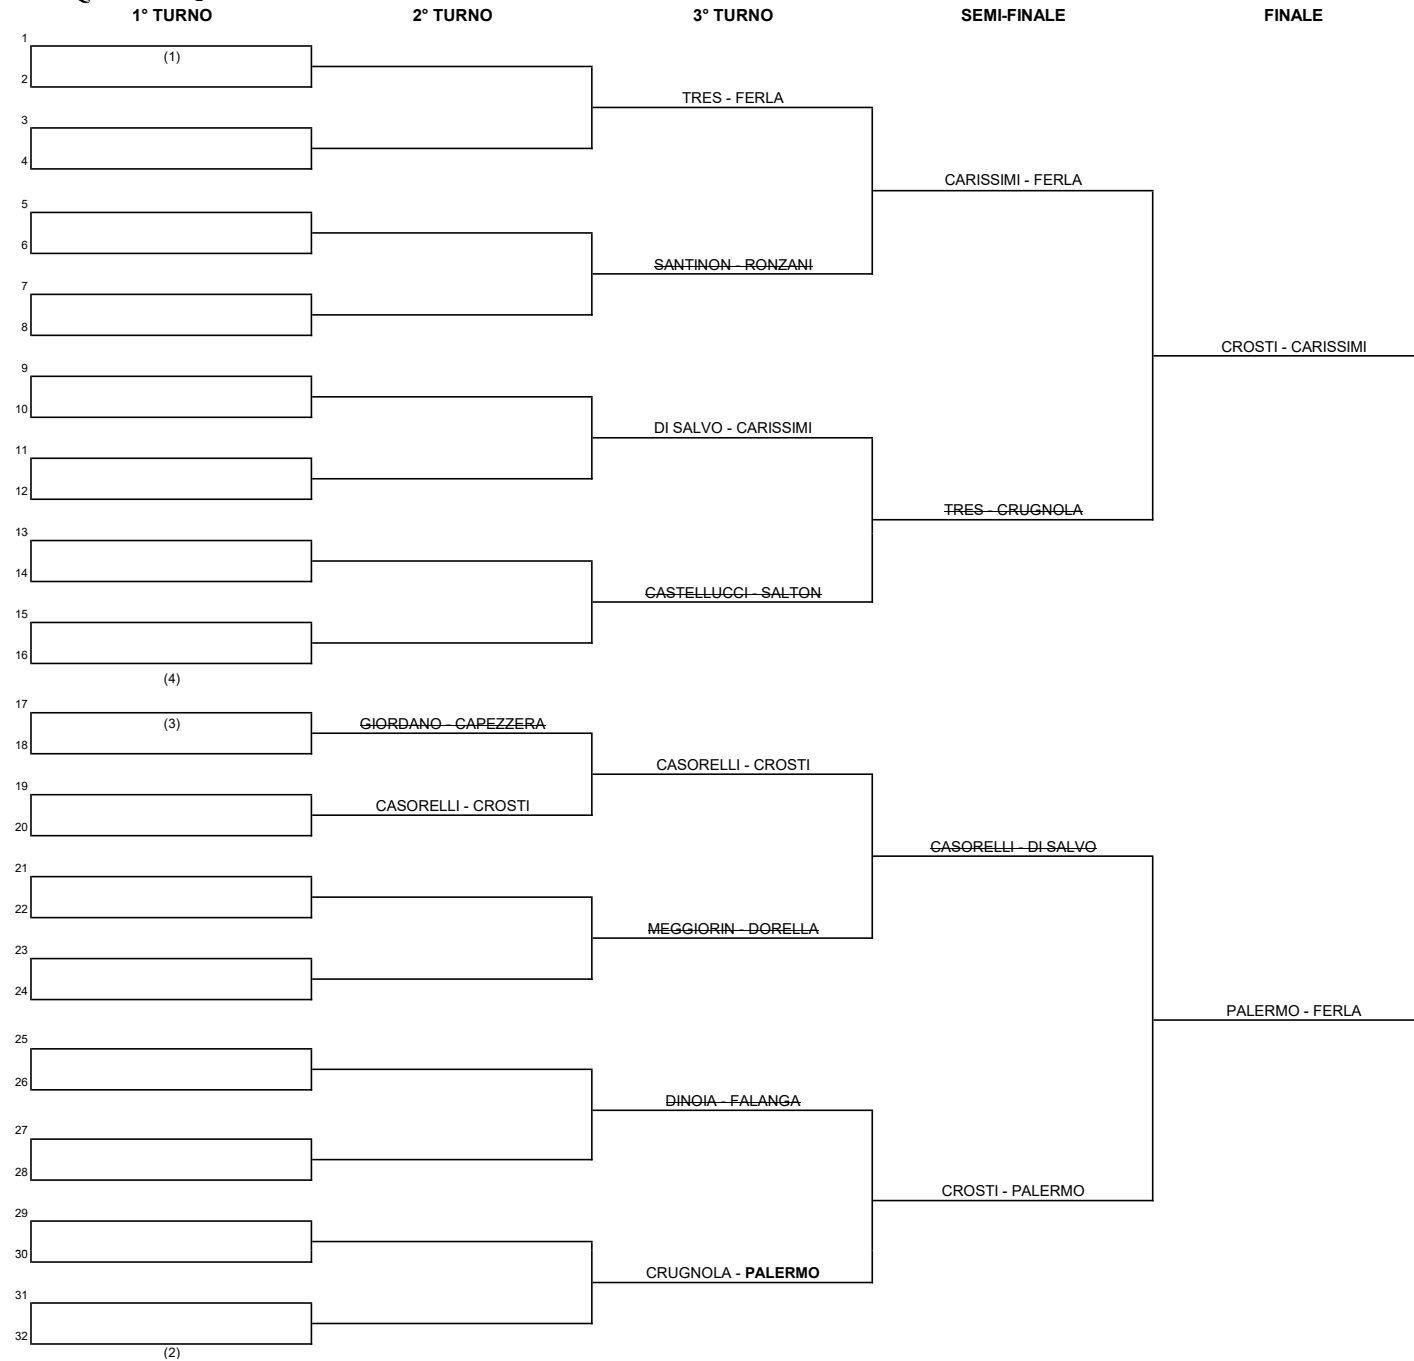 1° TURNO 2° TURNO 3° TURNO SEMI-FINALE FINALE
1
(1)
2
TRES - FERLA
3
4
CARISSIMI - FERLA
5
6
SANTINON - RONZANI
7
8
CROSTI - CARISSIMI
9
10
DI SALVO - CARISSIMI
11
12
TRES - CRUGNOLA
13
14
CASTELLUCCI - SALTON
15
16
(4)
17
(3) GIORDANO - CAPEZZERA
18
CASORELLI - CROSTI
19
CASORELLI - CROSTI
20
CASORELLI - DI SALVO
21
22
MEGGIORIN - DORELLA
23
24
PALERMO - FERLA
25
26
DINOIA - FALANGA
27
28
CROSTI - PALERMO
29
30
CRUGNOLA - PALERMO
31
32
(2)